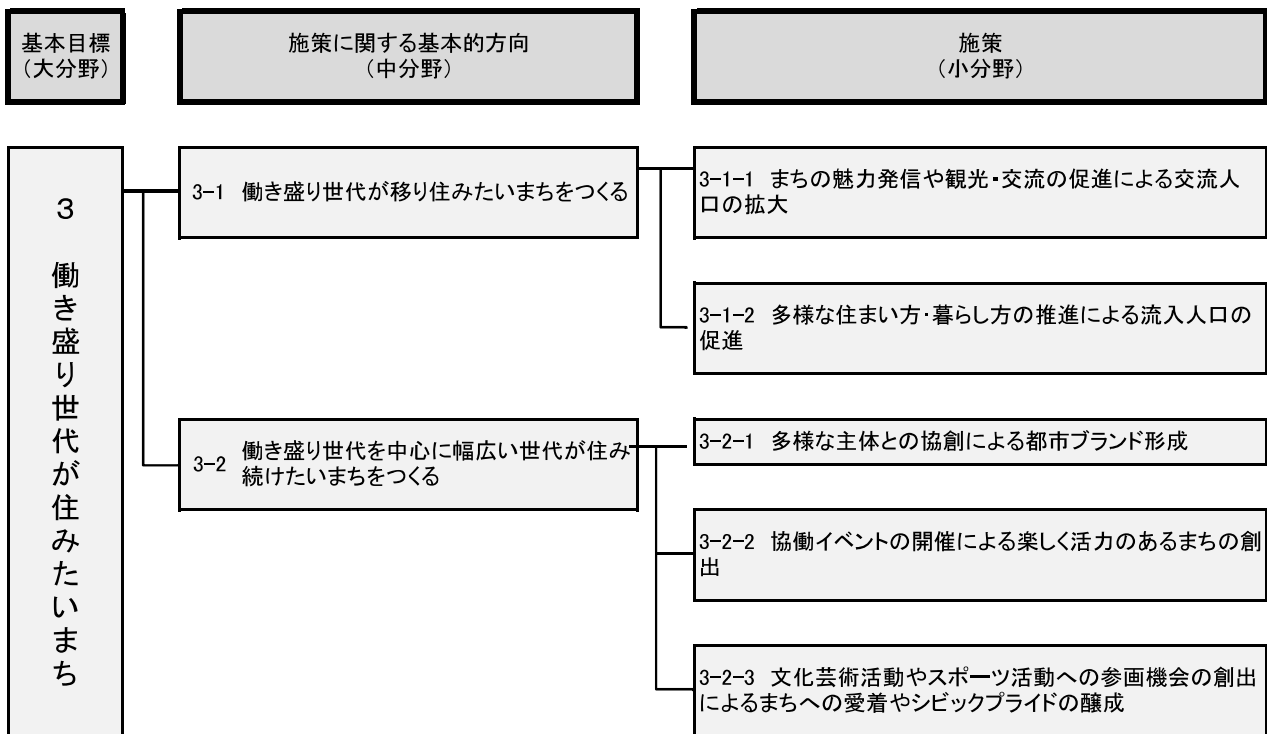 基本目標
（大分野）
施策に関する基本的方向
（中分野）
施策
（小分野）
3 働き盛り世代が住みたいまち
3-1 働き盛り世代が移り住みたいまちをつくる
3-1-1 まちの魅力発信や観光・交流の促進による交流人
口の拡大
3-1-2 多様な住まい方・暮らし方の推進による流入人口の
促進
3-2 働き盛り世代を中心に幅広い世代が住み
続けたいまちをつくる
3-2-1 多様な主体との協創による都市ブランド形成
3-2-2 協働イベントの開催による楽しく活力のあるまちの創
出
3-2-3 文化芸術活動やスポーツ活動への参画機会の創出
によるまちへの愛着やシビックプライドの醸成